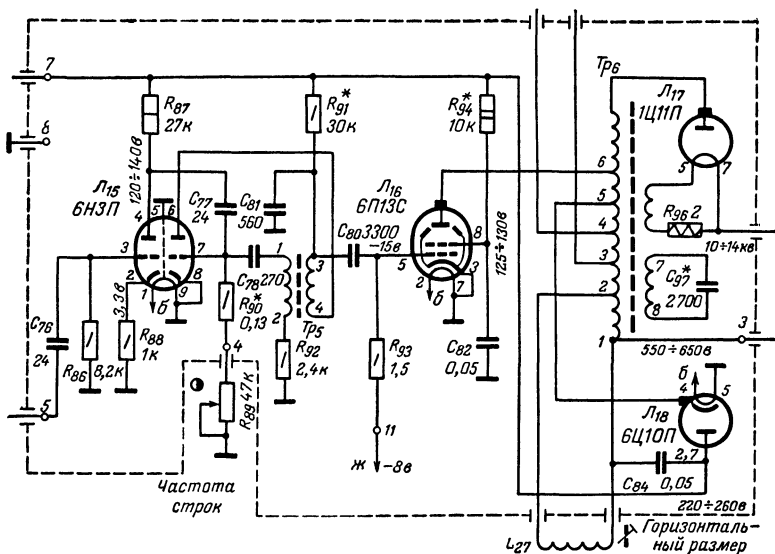 7
8
5
R87
27к
120÷140в
Л15
6Н3П
4 5 6
3 7
2 1 9 8
б
3,3в
C76
24
R86
8,2к
R88
1к
C77
24
C81
560
R91*
30к
C78 270
R90*
0,13
4
R89 47к
Частота
строк
1 3
2 4
Тр5
R92
2,4к
C80 3300
-15в
R93
1,5
11
Ж -8в
Л16
6П13С
5 8
2 7 3
б
R94*
10к
125÷130в
C82
0,05
Тр6
6
5
4
3
2
1
Л17
1Ц11П
5 7
R96 2
10÷14кв
7
8
C97*
2700
3
550÷650в
б
4 5
Л18
6Ц10П
2,7
C84 0,05
220÷260в
L27
Горизонталь-
ный размер